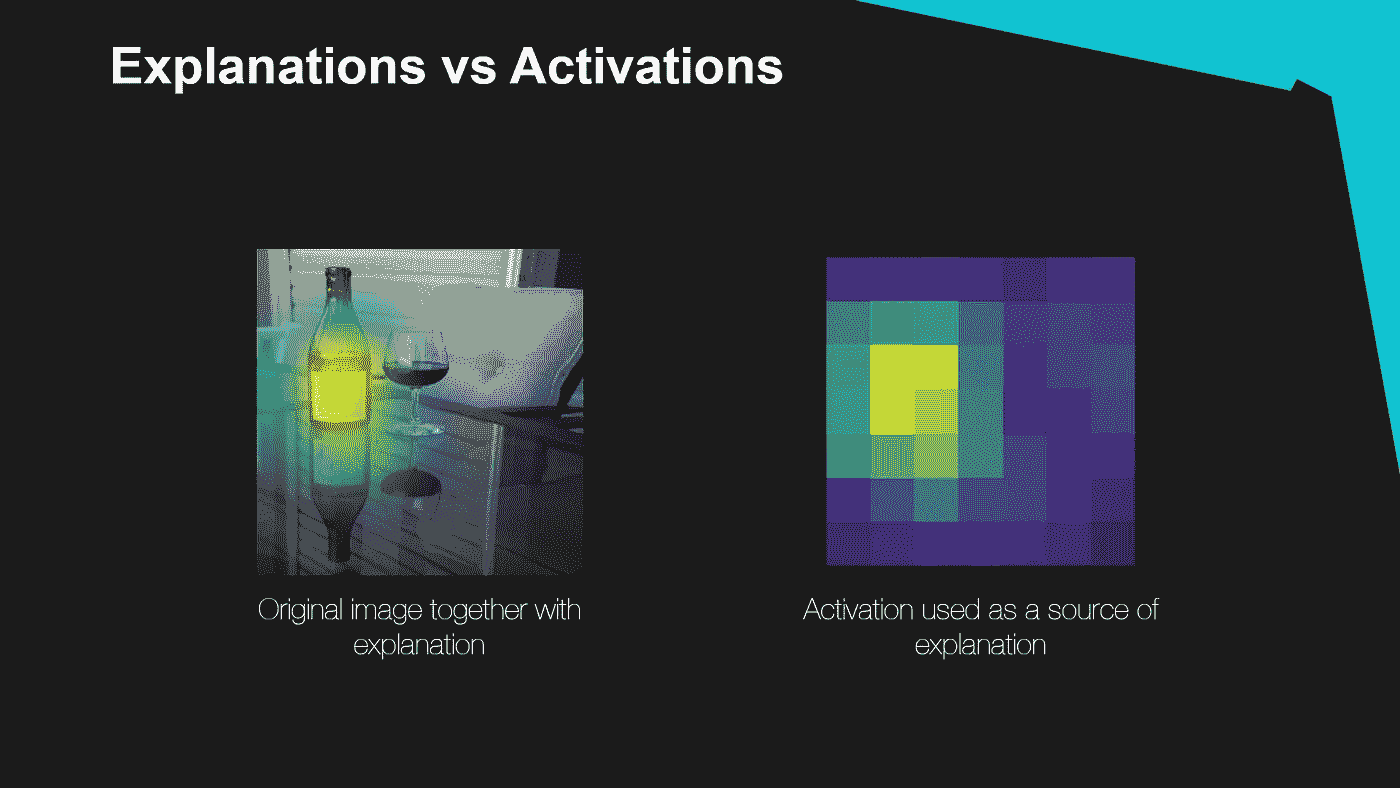 Explanations vs Activations
Original image together with
explanation
Activation used as a source of
explanation